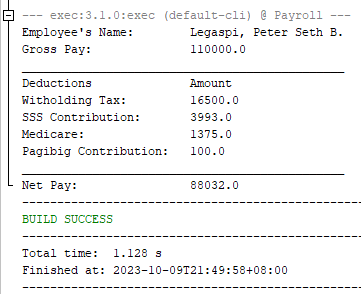 --- exec:3.1.0:exec (default-cli) @ Payroll ---
Employee's Name: Legaspi, Peter Seth B.
Gross Pay: 110000.0
Deductions Amount
Witholding Tax: 16500.0
SSS Contribution: 3993.0
Medicare: 1375.0
Pagibig Contribution: 100.0
Net Pay: 88032.0
BUILD SUCCESS
Total time: 1.128 s
Finished at: 2023-10-09T21:49:58+08:00